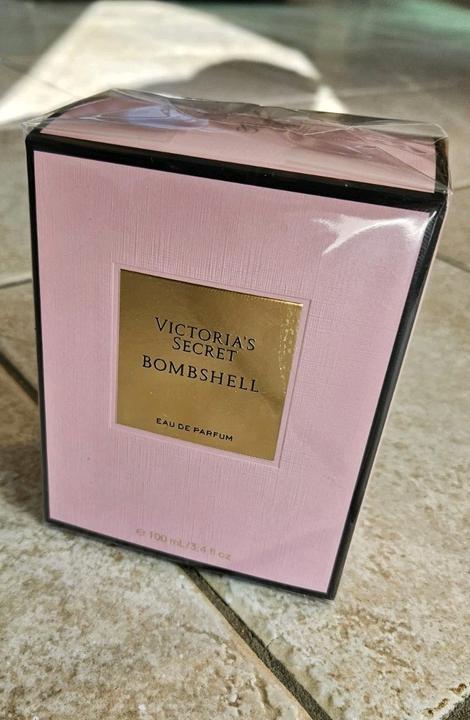 VICTORIA'S
SECRET
BOMBSHELL
EAU DE PARFUM
℮ 100 mL/3.4 fl oz